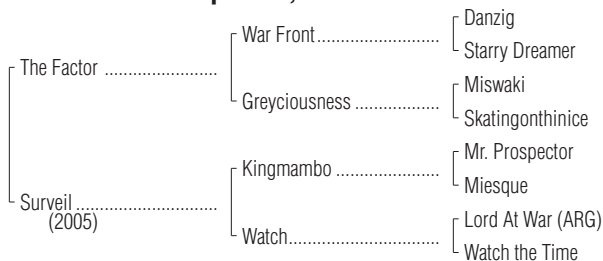 Danzig
War Front
Starry Dreamer
The Factor
Miswaki
Greyciousness
Skatingonthinice
Mr. Prospector
Kingmambo
Miesque
Surveil
(2005)
Lord At War (ARG)
Watch
Watch the Time